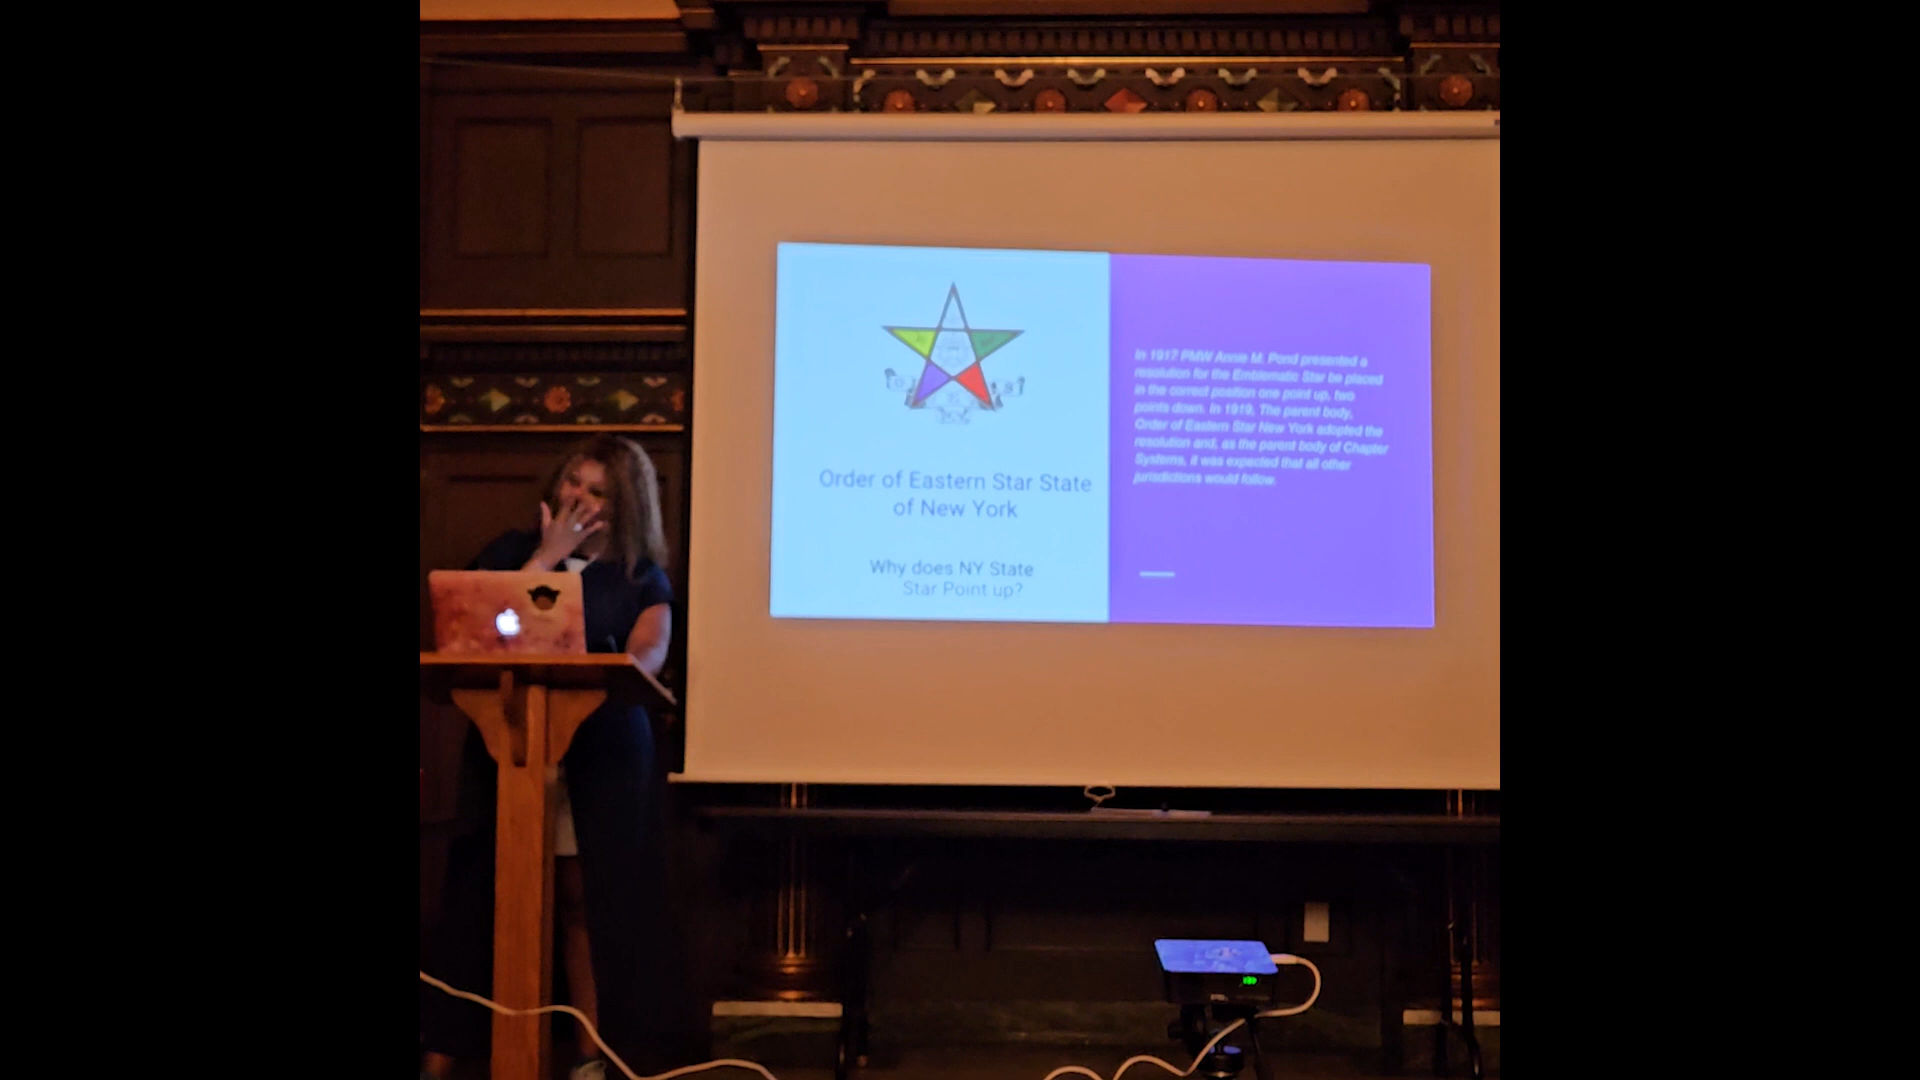 Order of Eastern Star State
of New York
Why does NY State
Star Point up?
In 1917 PMW Annie M. Pond presented a
resolution for the Emblematic Star be placed
in the correct position one point up, two
points down. In 1919, The parent body,
Order of Eastern Star New York adopted the
resolution and, as the parent body of Chapter
Systems, it was expected that all other
jurisdictions would follow.